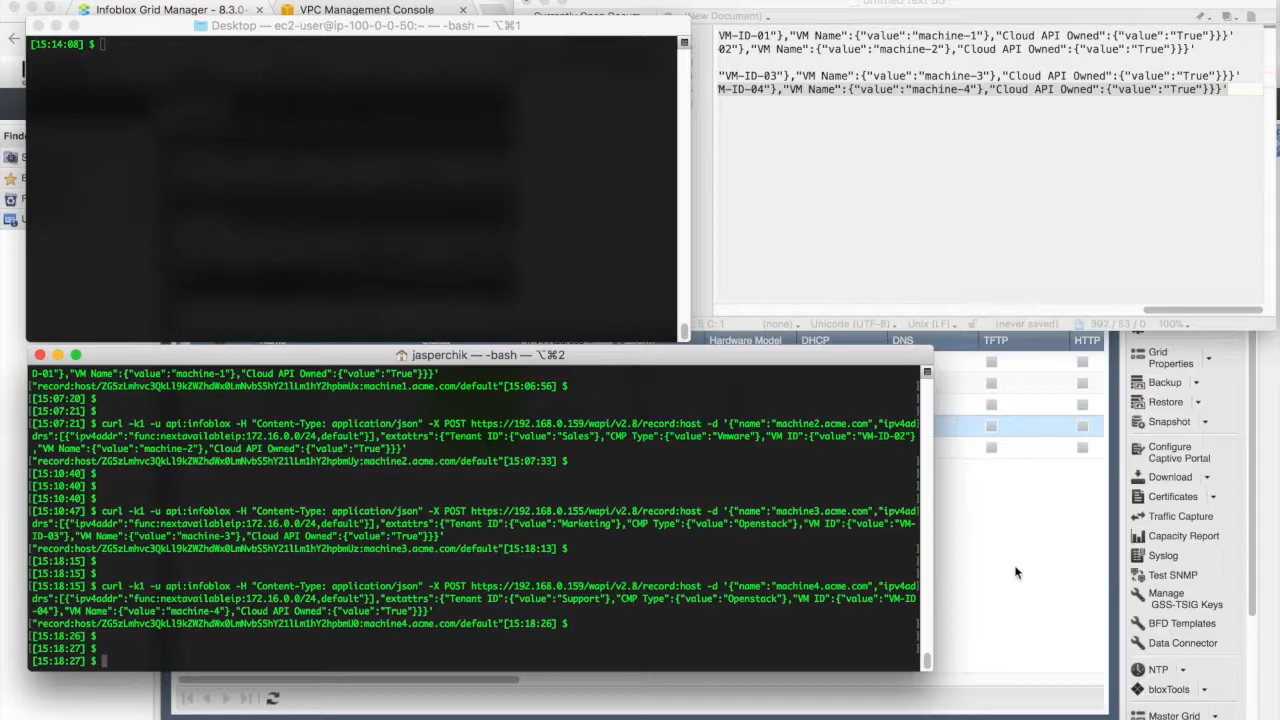 Infoblox Grid Manager - 8.3.0-
VPC Management Console
Desktop — ec2-user@ip-100-0-0-50:~ — -bash — ⌥⌘1
[15:14:08] $
VM-ID-01"},"VM Name":{"value":"machine-1"},"Cloud API Owned":{"value":"True"}}}'
02"},"VM Name":{"value":"machine-2"},"Cloud API Owned":{"value":"True"}}}'
"VM-ID-03"},"VM Name":{"value":"machine-3"},"Cloud API Owned":{"value":"True"}}}'
M-ID-04"},"VM Name":{"value":"machine-4"},"Cloud API Owned":{"value":"True"}}}'
C: 1 (none) Unicode (UTF-8) Unix (LF) (never saved) 392 / 53 / 0 100%
Finde
Hardware Model DHCP DNS TFTP HTTP
jasperchik — -bash — ⌥⌘2
D-01"},"VM Name":{"value":"machine-1"},"Cloud API Owned":{"value":"True"}}}'
["record:host/ZG5zLmhvc3QkLl9kZWZhdWx0LmNvbS5hY21lLm1hY2hpbmUx:machine1.acme.com/default"[15:06:56] $
[[15:07:20] $
[[15:07:21] $
[[15:07:21] $ curl -k1 -u api:infoblox -H "Content-Type: application/json" -X POST https://192.168.0.159/wapi/v2.8/record:host -d '{"name":"machine2.acme.com","ipv4ad]
drs":[{"ipv4addr":"func:nextavailableip:172.16.0.0/24,default"}],"extattrs":{"Tenant ID":{"value":"Sales"},"CMP Type":{"value":"Vmware"},"VM ID":{"value":"VM-ID-02"}
,"VM Name":{"value":"machine-2"},"Cloud API Owned":{"value":"True"}}}'
["record:host/ZG5zLmhvc3QkLl9kZWZhdWx0LmNvbS5hY21lLm1hY2hpbmUy:machine2.acme.com/default"[15:07:33] $
[[15:10:40] $
[[15:10:40] $
[[15:10:40] $
[[15:10:47] $ curl -k1 -u api:infoblox -H "Content-Type: application/json" -X POST https://192.168.0.159/wapi/v2.8/record:host -d '{"name":"machine3.acme.com","ipv4ad]
drs":[{"ipv4addr":"func:nextavailableip:172.16.0.0/24,default"}],"extattrs":{"Tenant ID":{"value":"Marketing"},"CMP Type":{"value":"Openstack"},"VM ID":{"value":"VM-
ID-03"},"VM Name":{"value":"machine-3"},"Cloud API Owned":{"value":"True"}}}'
["record:host/ZG5zLmhvc3QkLl9kZWZhdWx0LmNvbS5hY21lLm1hY2hpbmUz:machine3.acme.com/default"[15:18:13] $
[[15:18:15] $
[[15:18:15] $
[[15:18:15] $ curl -k1 -u api:infoblox -H "Content-Type: application/json" -X POST https://192.168.0.159/wapi/v2.8/record:host -d '{"name":"machine4.acme.com","ipv4ad]
drs":[{"ipv4addr":"func:nextavailableip:172.16.0.0/24,default"}],"extattrs":{"Tenant ID":{"value":"Support"},"CMP Type":{"value":"Openstack"},"VM ID":{"value":"VM-ID
-04"},"VM Name":{"value":"machine-4"},"Cloud API Owned":{"value":"True"}}}'
["record:host/ZG5zLmhvc3QkLl9kZWZhdWx0LmNvbS5hY21lLm1hY2hpbmU0:machine4.acme.com/default"[15:18:26] $
[[15:18:26] $
[[15:18:27] $
[15:18:27] $
Grid
Properties
Backup
Restore
Snapshot
Configure
Captive Portal
Download
Certificates
Traffic Capture
Capacity Report
Syslog
Test SNMP
Manage
GSS-TSIG Keys
BFD Templates
Data Connector
NTP
bloxTools
Master Grid